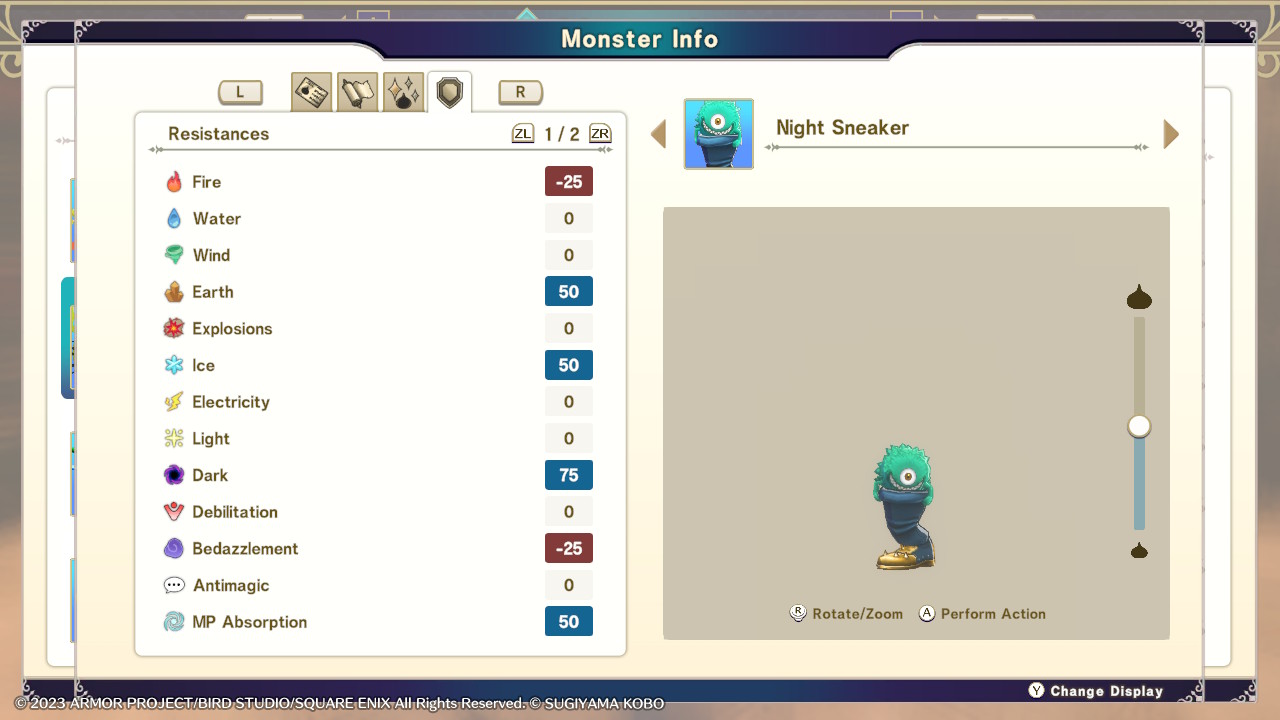 Monster Info
L
R
Resistances
ZL 1 / 2 ZR
Night Sneaker
Fire -25
Water 0
Wind 0
Earth 50
Explosions 0
Ice 50
Electricity 0
Light 0
Dark 75
Debilitation 0
Bedazzlement -25
Antimagic 0
MP Absorption 50
R Rotate/Zoom A Perform Action
Y Change Display
© 2023 ARMOR PROJECT/BIRD STUDIO/SQUARE ENIX All Rights Reserved. © SUGIYAMA KOBO